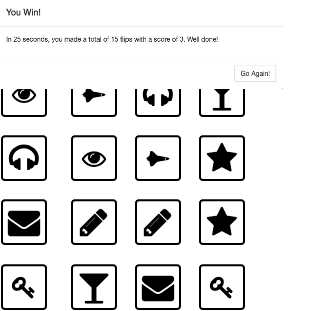 You Win!
In 25 seconds, you made a total of 15 flips with a score of 3. Well done!
Go Again!